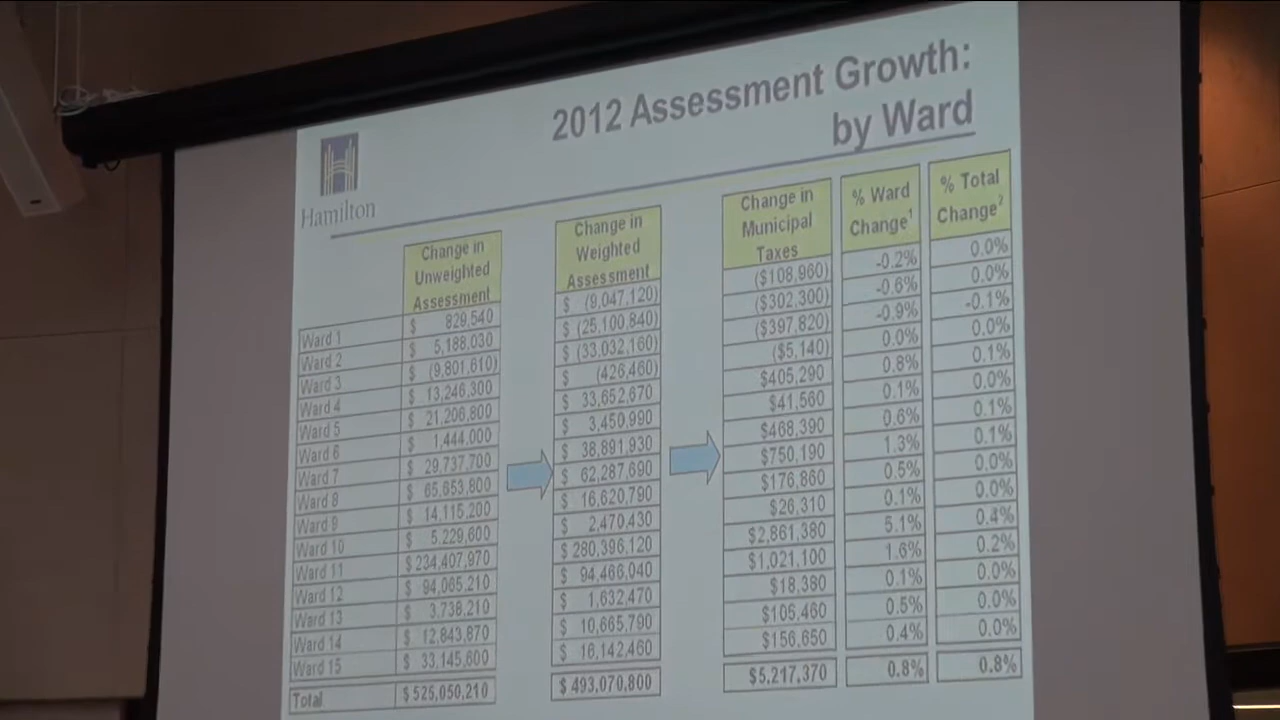 2012 Assessment Growth:
by Ward
Hamilton
Change in Unweighted Assessment
Change in Weighted Assessment
Change in Municipal Taxes
% Ward Change1
% Total Change2
Ward 1 $ 829,540 $ (9,047,120) ($108,960) -0.2% 0.0%
Ward 2 $ 5,188,030 $ (25,100,840) ($302,300) -0.6% 0.0%
Ward 3 $ (9,801,610) $ (33,032,160) ($397,820) -0.9% -0.1%
Ward 4 $ 13,246,300 $ (426,460) ($5,140) 0.0% 0.0%
Ward 5 $ 21,206,800 $ 33,652,670 $405,290 0.8% 0.1%
Ward 6 $ 1,444,000 $ 3,450,990 $41,560 0.1% 0.0%
Ward 7 $ 29,737,700 $ 38,891,930 $468,390 0.6% 0.1%
Ward 8 $ 65,653,800 $ 62,287,690 $750,190 1.3% 0.1%
Ward 9 $ 14,115,200 $ 16,620,790 $176,860 0.5% 0.0%
Ward 10 $ 5,229,600 $ 2,470,430 $26,310 0.1% 0.0%
Ward 11 $ 234,407,970 $ 280,396,120 $2,861,380 5.1% 0.4%
Ward 12 $ 94,065,210 $ 94,466,040 $1,021,100 1.6% 0.2%
Ward 13 $ 3,738,210 $ 1,632,470 $18,380 0.1% 0.0%
Ward 14 $ 12,843,870 $ 10,665,790 $105,460 0.5% 0.0%
Ward 15 $ 33,145,600 $ 16,142,460 $156,650 0.4% 0.0%
Total $ 525,050,210 $ 493,070,800 $5,217,370 0.8% 0.8%